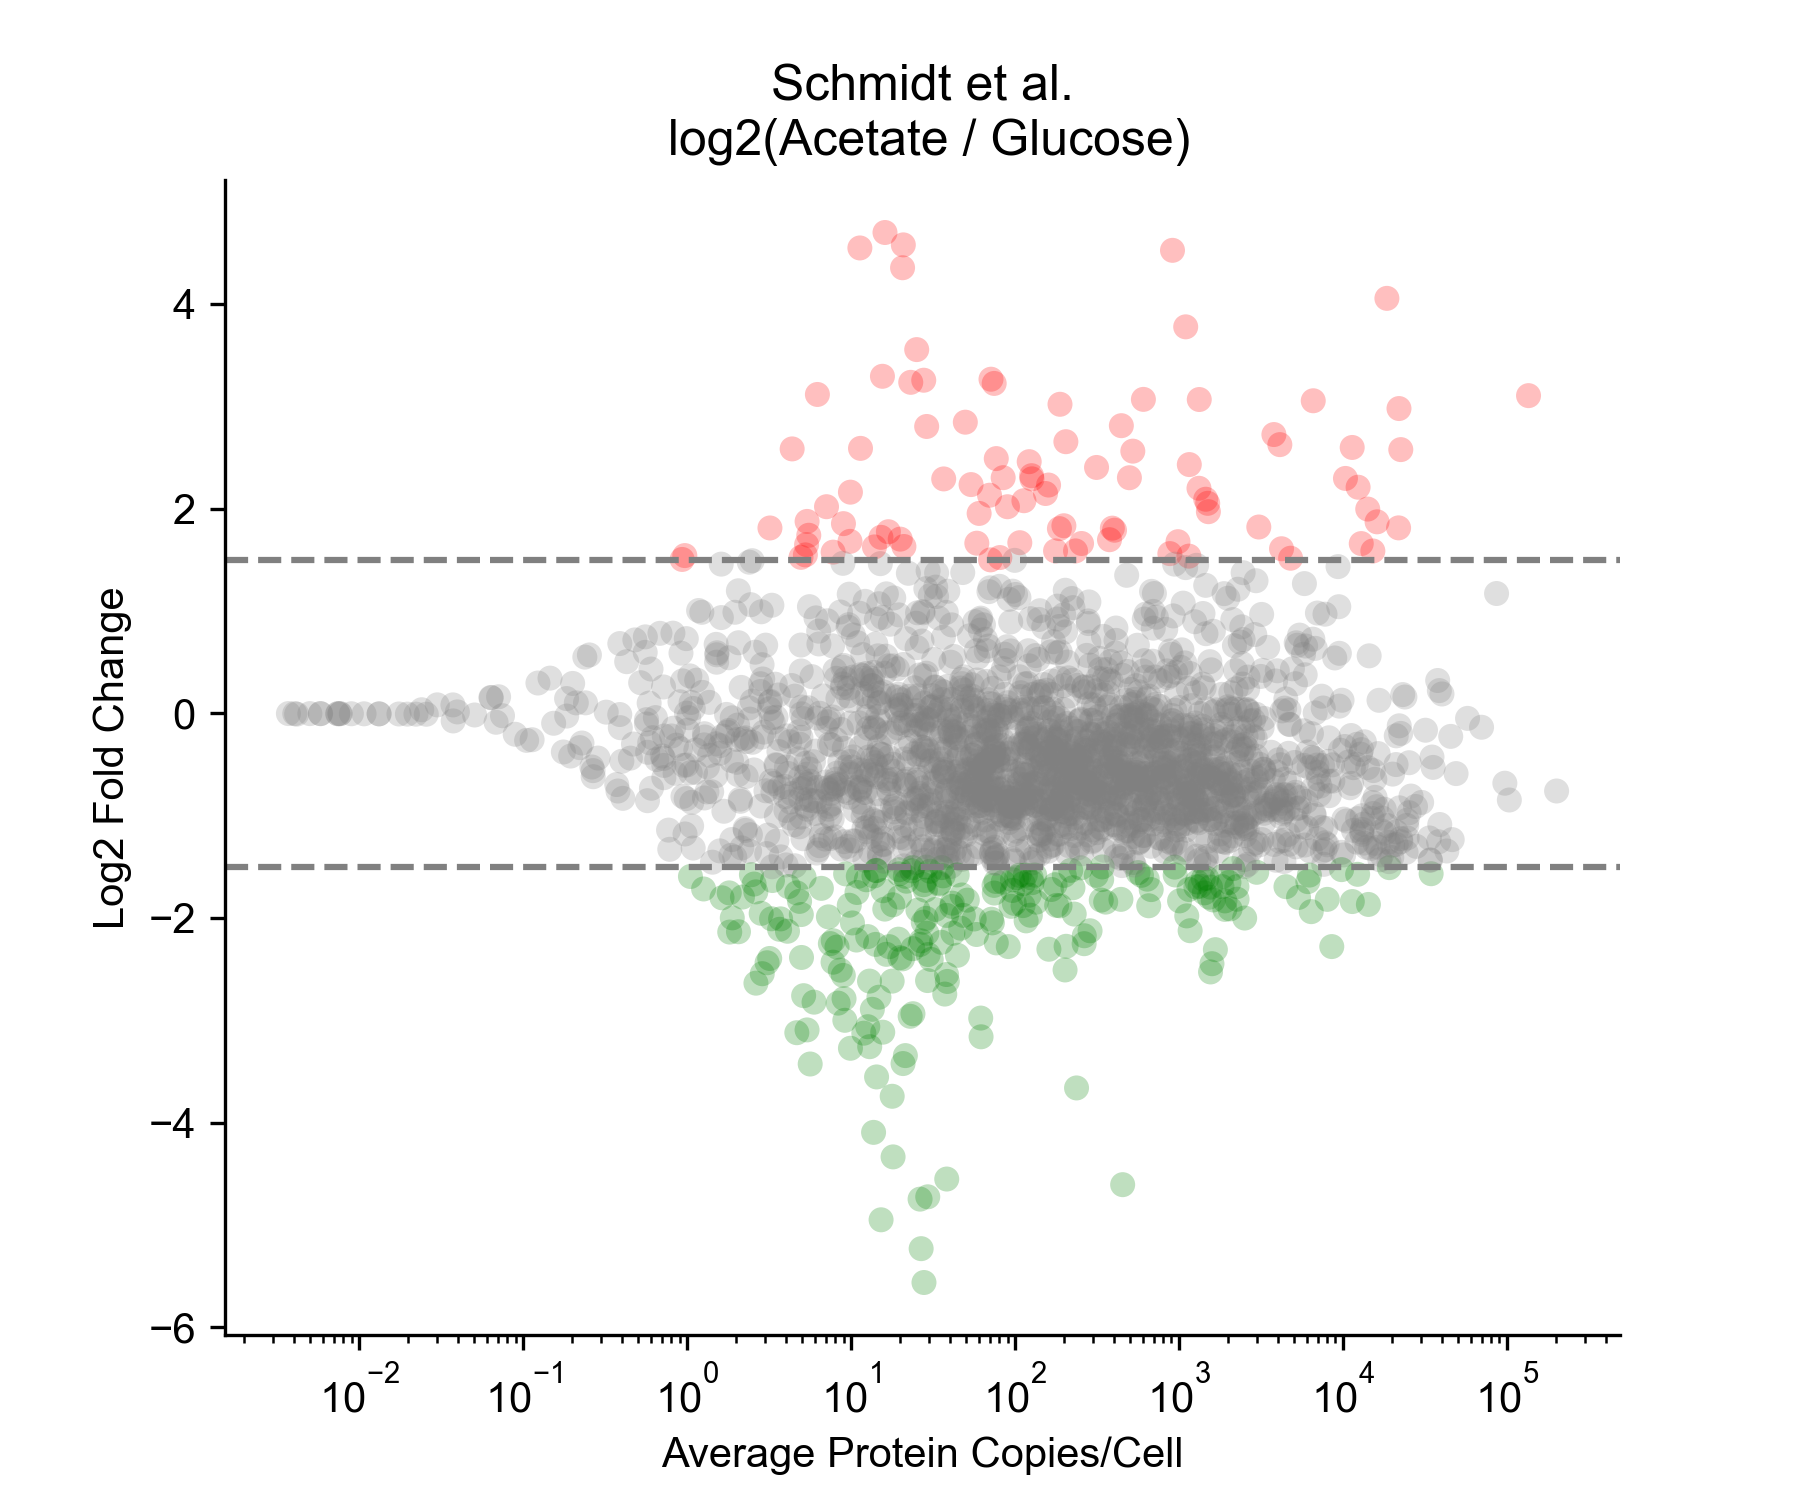 Schmidt et al.
log2(Acetate / Glucose)
Log2 Fold Change
4
2
0
−2
−4
−6
10⁻² 10⁻¹ 10⁰ 10¹ 10² 10³ 10⁴ 10⁵
Average Protein Copies/Cell